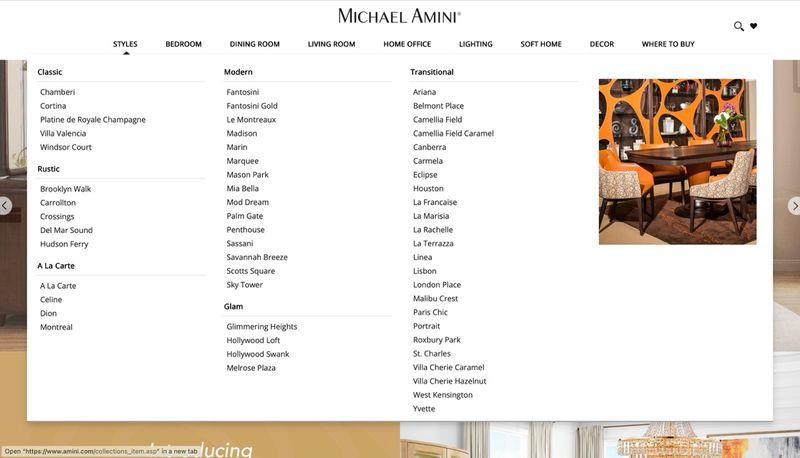 MICHAEL AMINI®
STYLES BEDROOM DINING ROOM LIVING ROOM HOME OFFICE LIGHTING SOFT HOME DECOR WHERE TO BUY
Classic
Chamberi
Cortina
Platine de Royale Champagne
Villa Valencia
Windsor Court
Rustic
Brooklyn Walk
Carrollton
Crossings
Del Mar Sound
Hudson Ferry
A La Carte
A La Carte
Celine
Dion
Montreal
Modern
Fantosini
Fantosini Gold
Le Montreaux
Madison
Marin
Marquee
Mason Park
Mia Bella
Mod Dream
Palm Gate
Penthouse
Sassani
Savannah Breeze
Scotts Square
Sky Tower
Glam
Glimmering Heights
Hollywood Loft
Hollywood Swank
Melrose Plaza
Transitional
Ariana
Belmont Place
Camellia Field
Camellia Field Caramel
Canberra
Carmela
Eclipse
Houston
La Francaise
La Marisia
La Rachelle
La Terrazza
Linea
Lisbon
London Place
Malibu Crest
Paris Chic
Portrait
Roxbury Park
St. Charles
Villa Cherie Caramel
Villa Cherie Hazelnut
West Kensington
Yvette
Open "https://www.amini.com/collections_item.asp" in a new tab